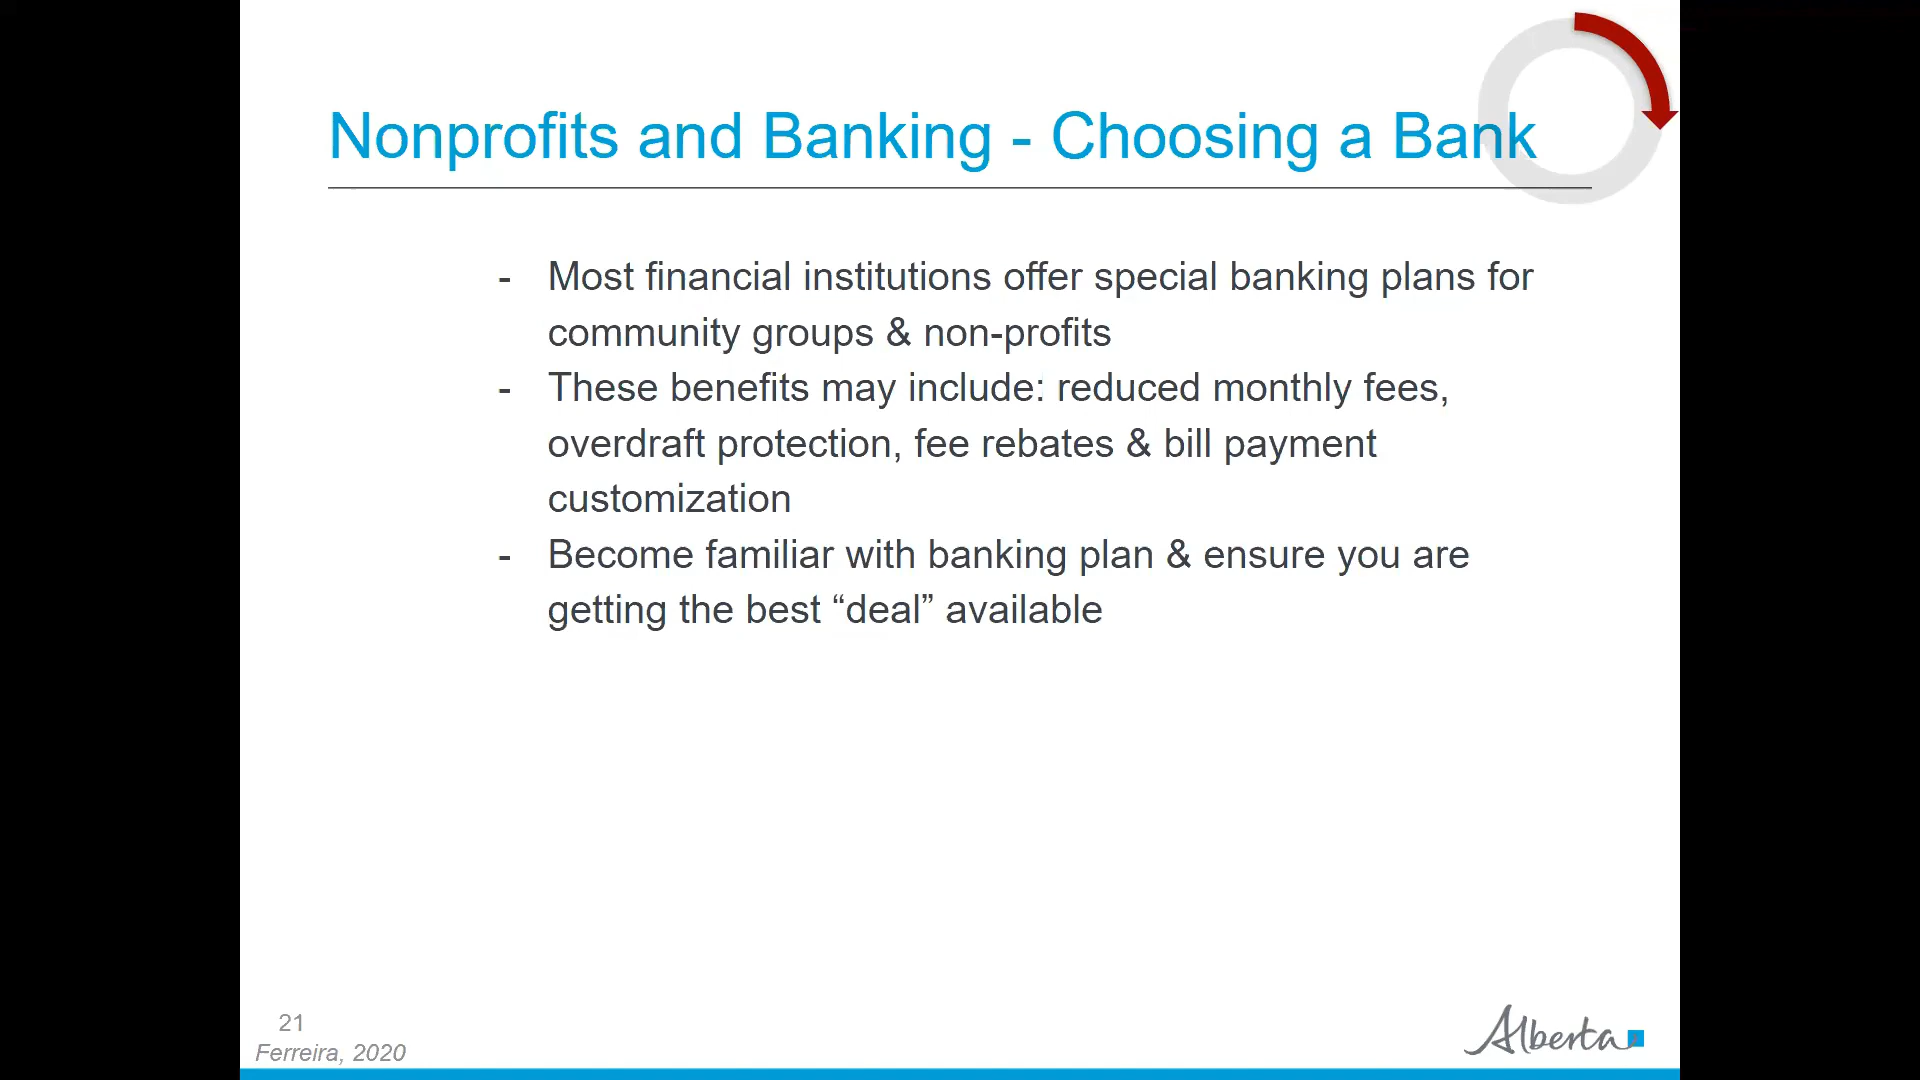 Nonprofits and Banking - Choosing a Bank
- Most financial institutions offer special banking plans for
community groups & non-profits
- These benefits may include: reduced monthly fees,
overdraft protection, fee rebates & bill payment
customization
- Become familiar with banking plan & ensure you are
getting the best “deal” available
21
Ferreira, 2020
Alberta